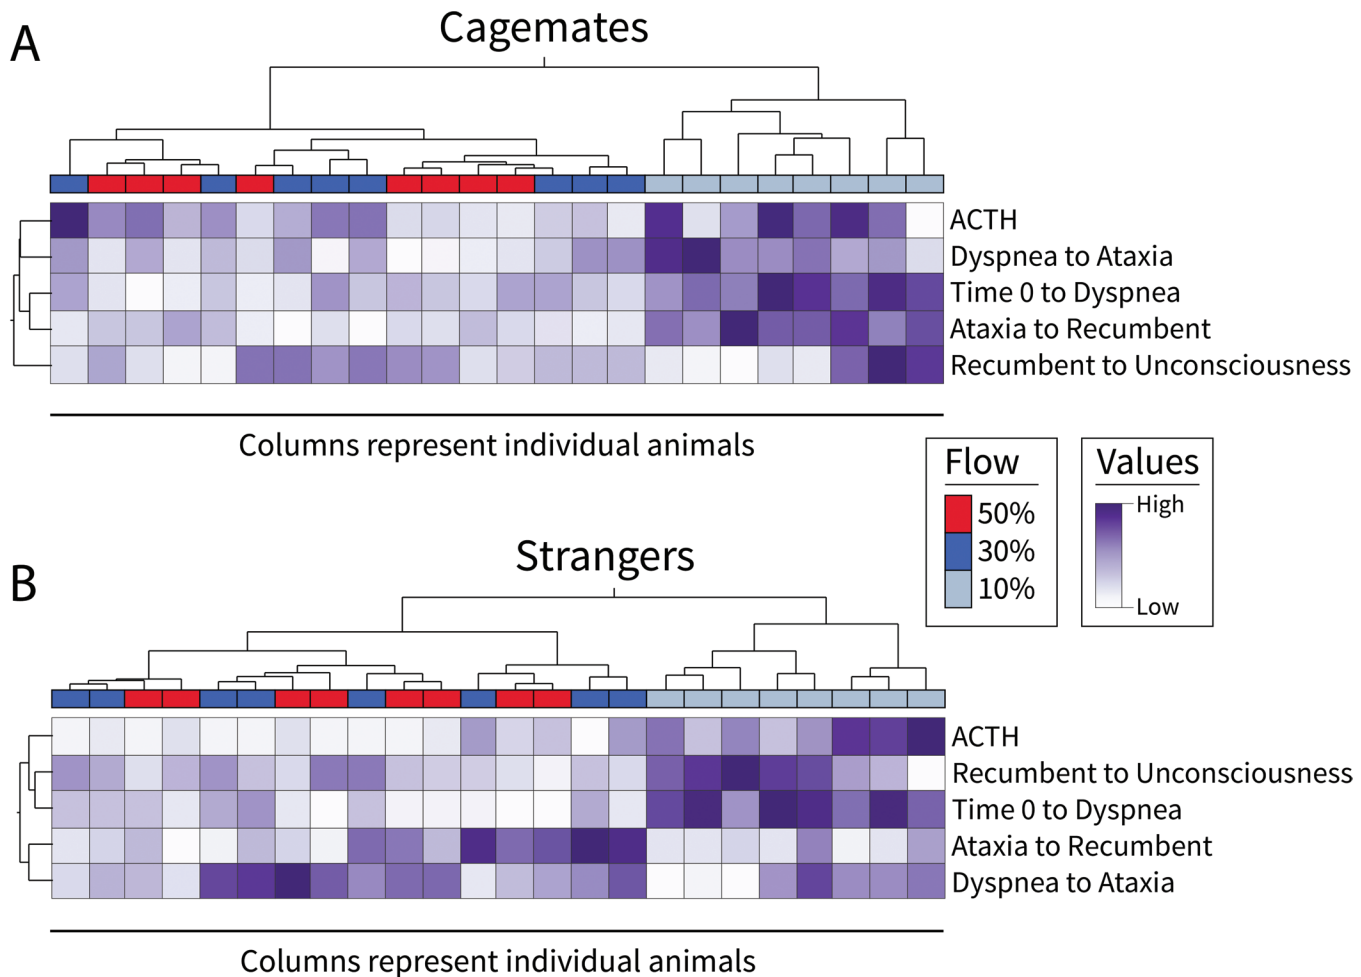 A
Cagemates
ACTH
Dyspnea to Ataxia
Time 0 to Dyspnea
Ataxia to Recumbent
Recumbent to Unconsciousness
Columns represent individual animals
Flow
50%
30%
10%
Values
High
Low
B
Strangers
ACTH
Recumbent to Unconsciousness
Time 0 to Dyspnea
Ataxia to Recumbent
Dyspnea to Ataxia
Columns represent individual animals